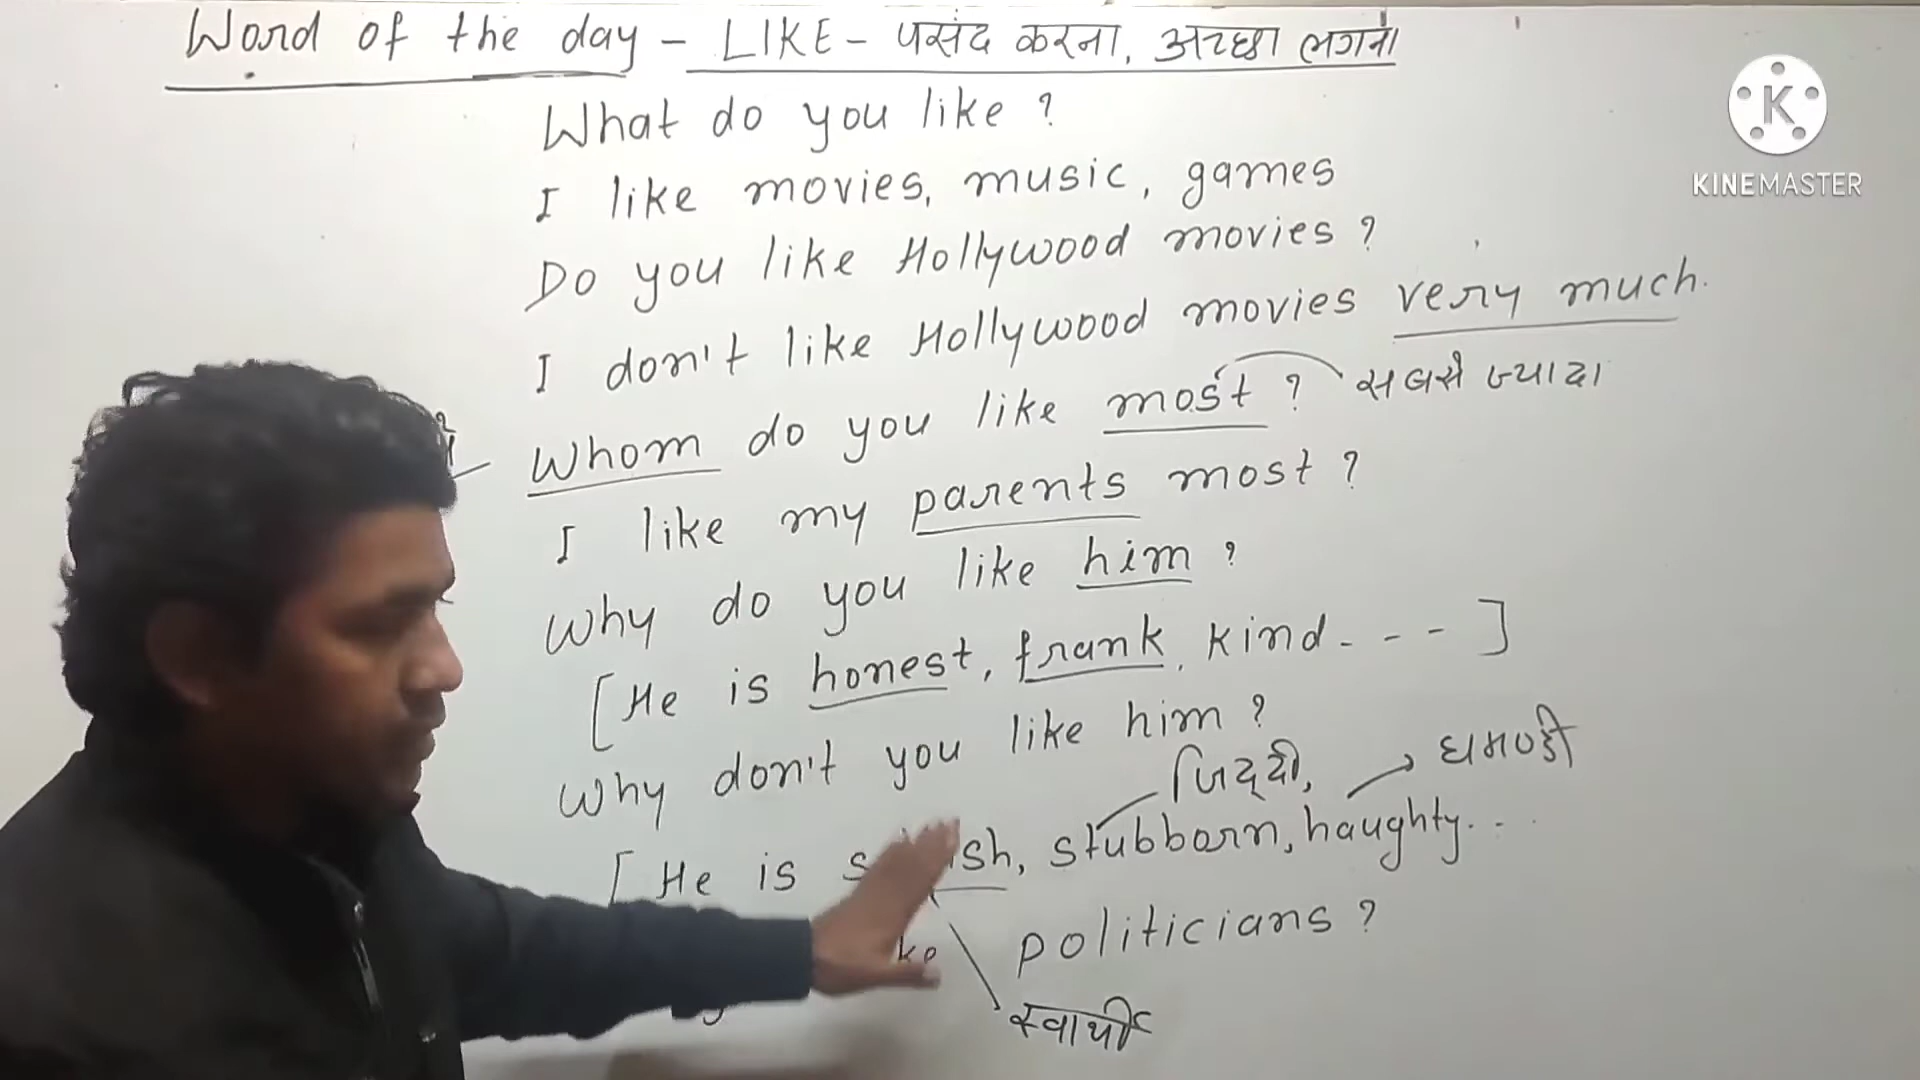 Word of the day - LIKE - पसंद करना, अच्छा लगना
What do you like ?
I like movies, music, games
Do you like Hollywood movies ?
I don't like Hollywood movies very much.
Whom do you like most ? सबसे ज्यादा
I like my parents most ?
Why do you like him ?
[He is honest, frank, kind - - - ]
Why don't you like him ?
जिद्दी, घमण्डी
[He is stubborn, haughty...
politicians ?
स्वार्थी
K
KINEMASTER